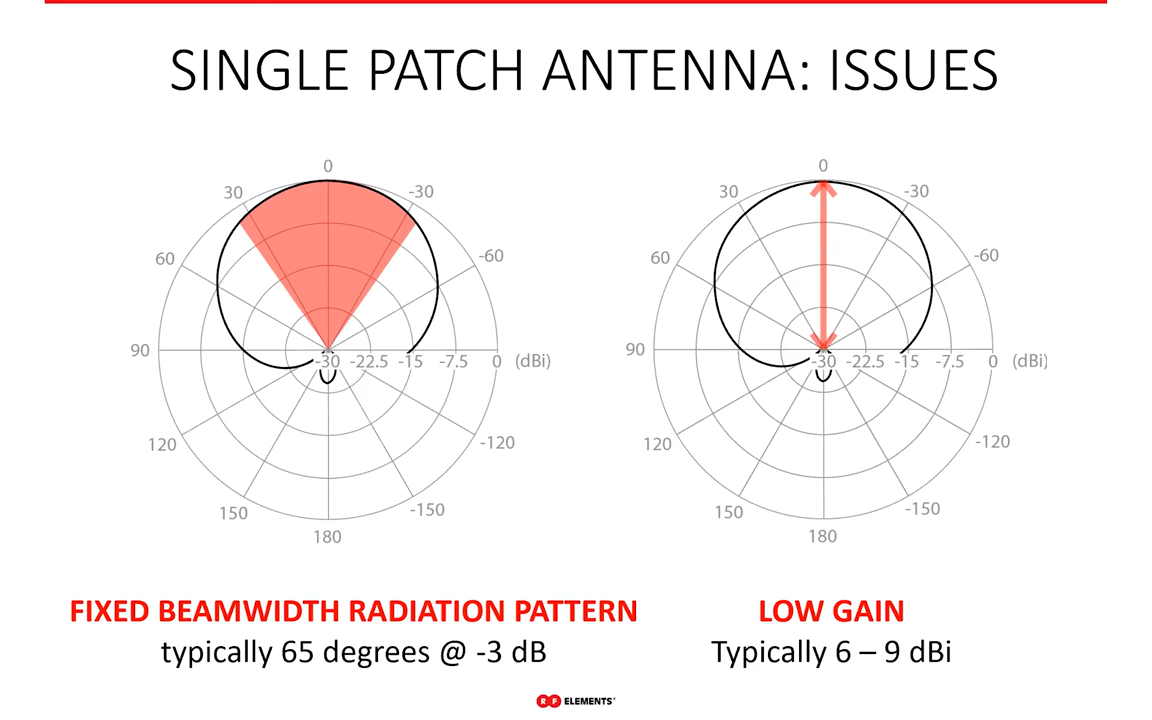 SINGLE PATCH ANTENNA: ISSUES
0
30
-30
60
-60
90
-30 -22.5 -15 -7.5 0 (dBi)
120
-120
150
-150
180
0
30
-30
60
-60
90
-30 -22.5 -15 -7.5 0 (dBi)
120
-120
150
-150
180
FIXED BEAMWIDTH RADIATION PATTERN
typically 65 degrees @ -3 dB
LOW GAIN
Typically 6 – 9 dBi
RF ELEMENTS